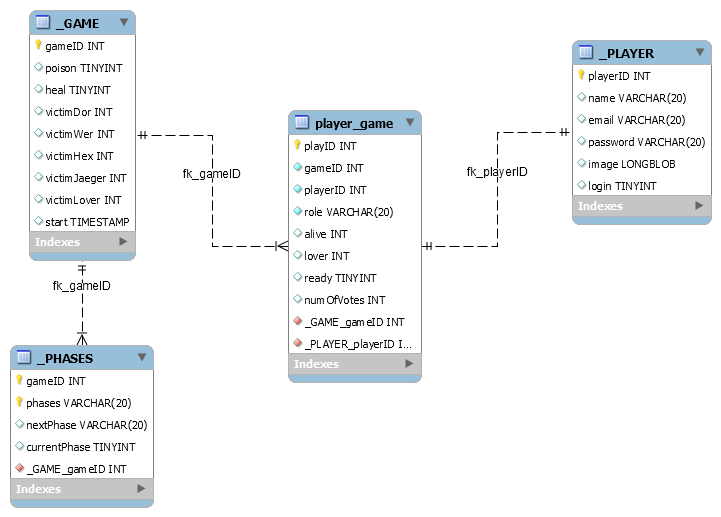 _GAME
gameID INT
poison TINYINT
heal TINYINT
victimDor INT
victimWer INT
victimHex INT
victimJaeger INT
victimLover INT
start TIMESTAMP
Indexes
fk_gameID
fk_gameID
_PHASES
gameID INT
phases VARCHAR(20)
nextPhase VARCHAR(20)
currentPhase TINYINT
_GAME_gameID INT
Indexes
player_game
playID INT
gameID INT
playerID INT
role VARCHAR(20)
alive INT
lover INT
ready TINYINT
numOfVotes INT
_GAME_gameID INT
_PLAYER_playerID I...
Indexes
fk_playerID
_PLAYER
playerID INT
name VARCHAR(20)
email VARCHAR(20)
password VARCHAR(20)
image LONGBLOB
login TINYINT
Indexes